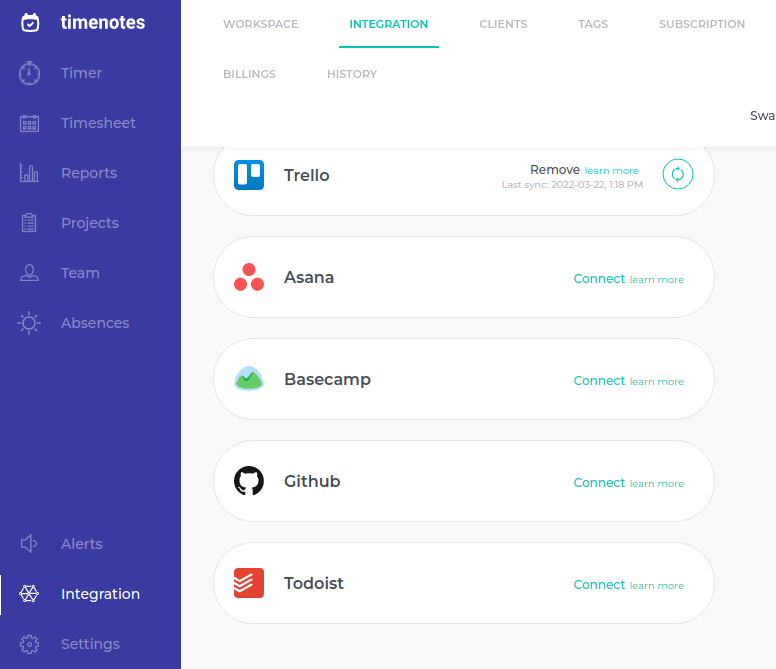 timenotes
Timer
Timesheet
Reports
Projects
Team
Absences
Alerts
Integration
Settings
WORKSPACE INTEGRATION CLIENTS TAGS SUBSCRIPTION
BILLINGS HISTORY
Swa
Trello
Remove learn more
Last sync: 2022-03-22, 1:18 PM
Asana
Connect learn more
Basecamp
Connect learn more
Github
Connect learn more
Todoist
Connect learn more